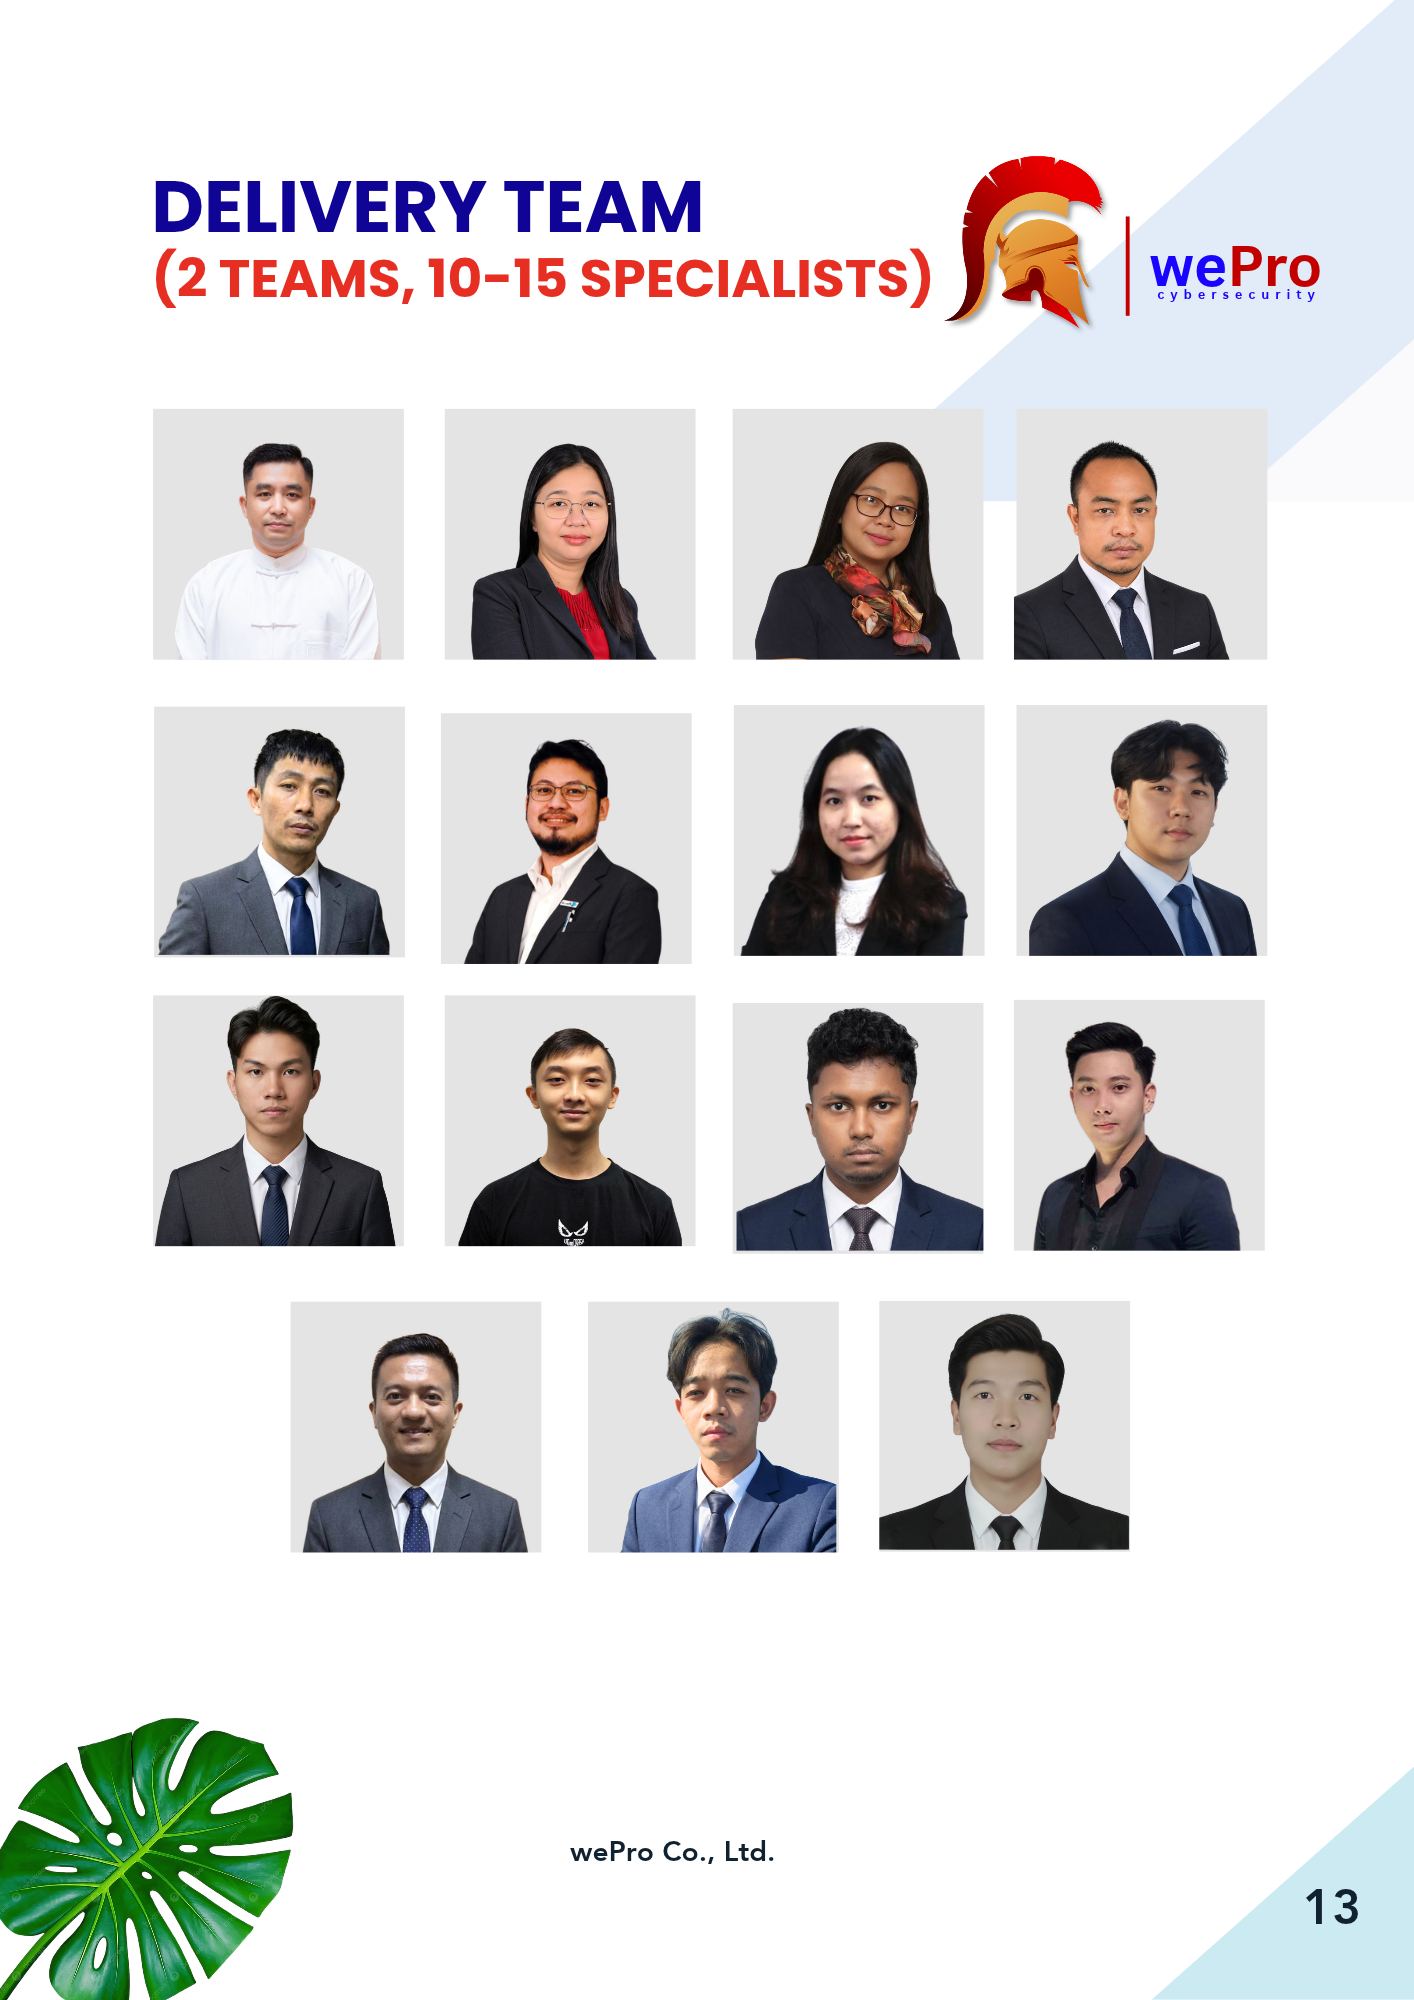 DELIVERY TEAM
(2 TEAMS, 10-15 SPECIALISTS)
wePro
cybersecurity
wePro Co., Ltd.
13